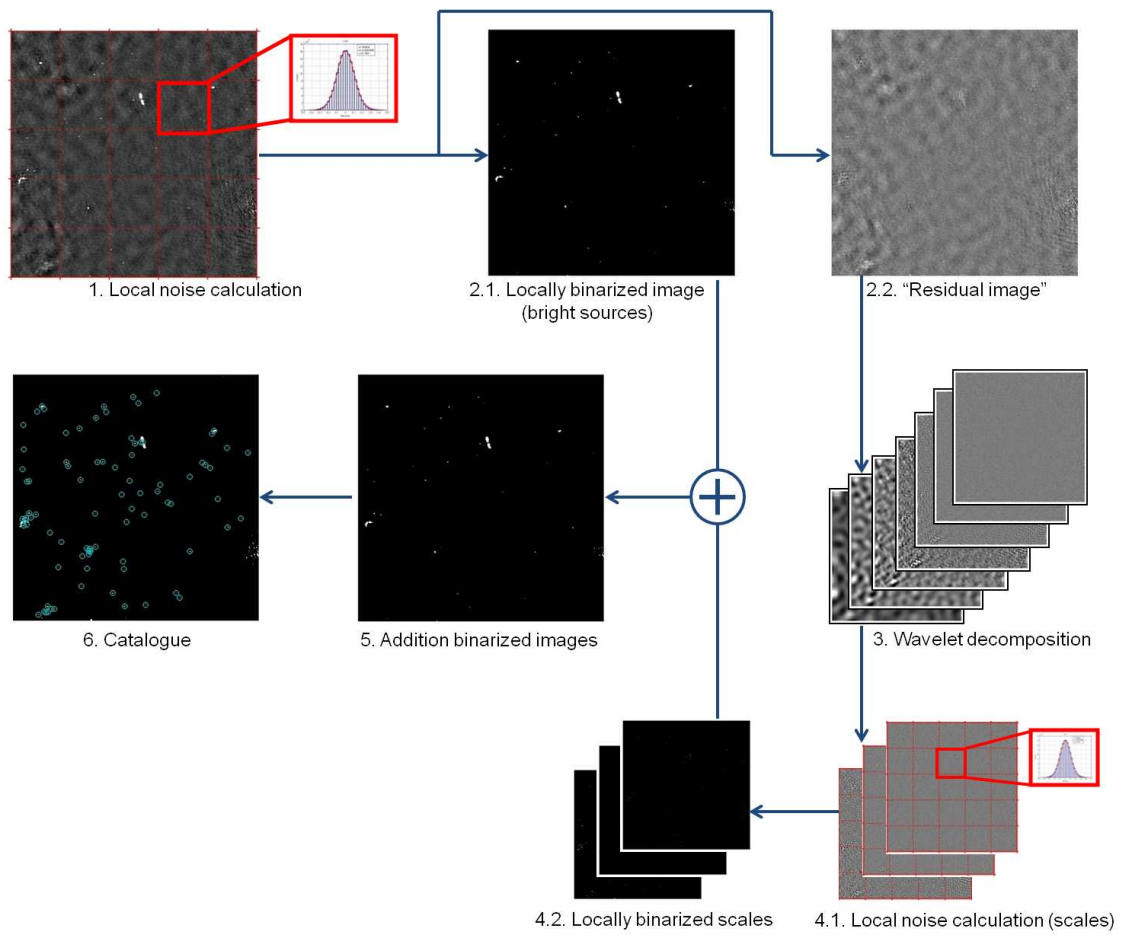 1. Local noise calculation
2.1. Locally binarized image
(bright sources)
2.2. “Residual image”
6. Catalogue
5. Addition binarized images
3. Wavelet decomposition
4.2. Locally binarized scales
4.1. Local noise calculation (scales)